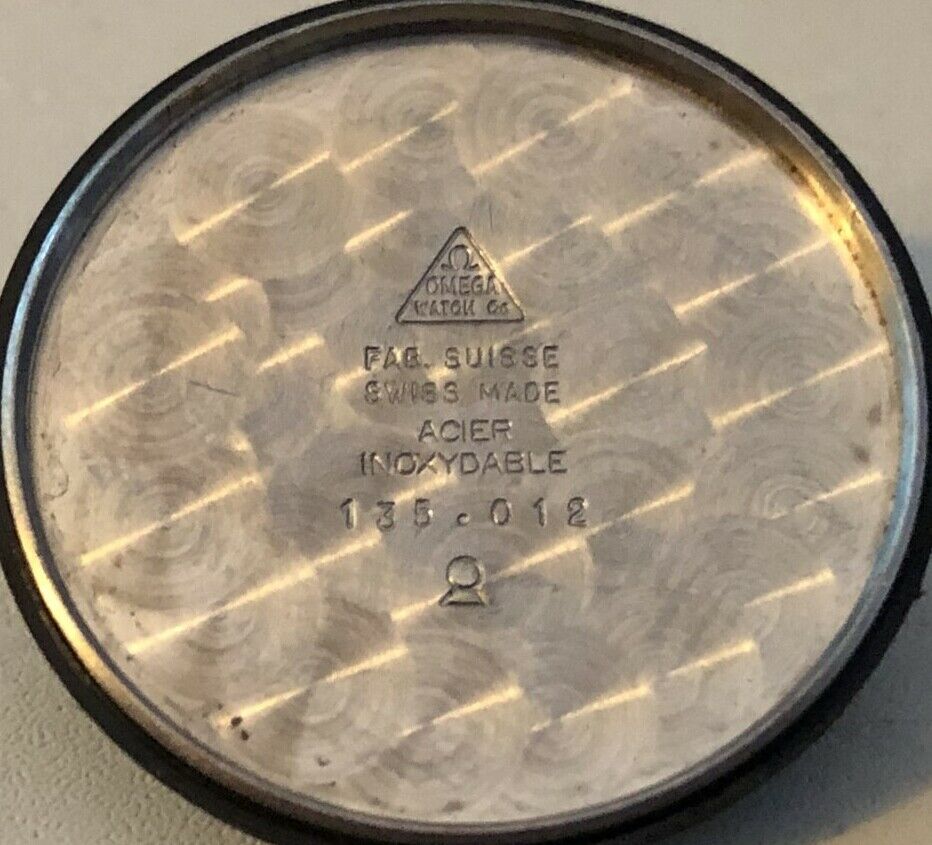 Ω
OMEGA
WATCH Co
FAB. SUISSE
SWISS MADE
ACIER
INOXYDABLE
135.012